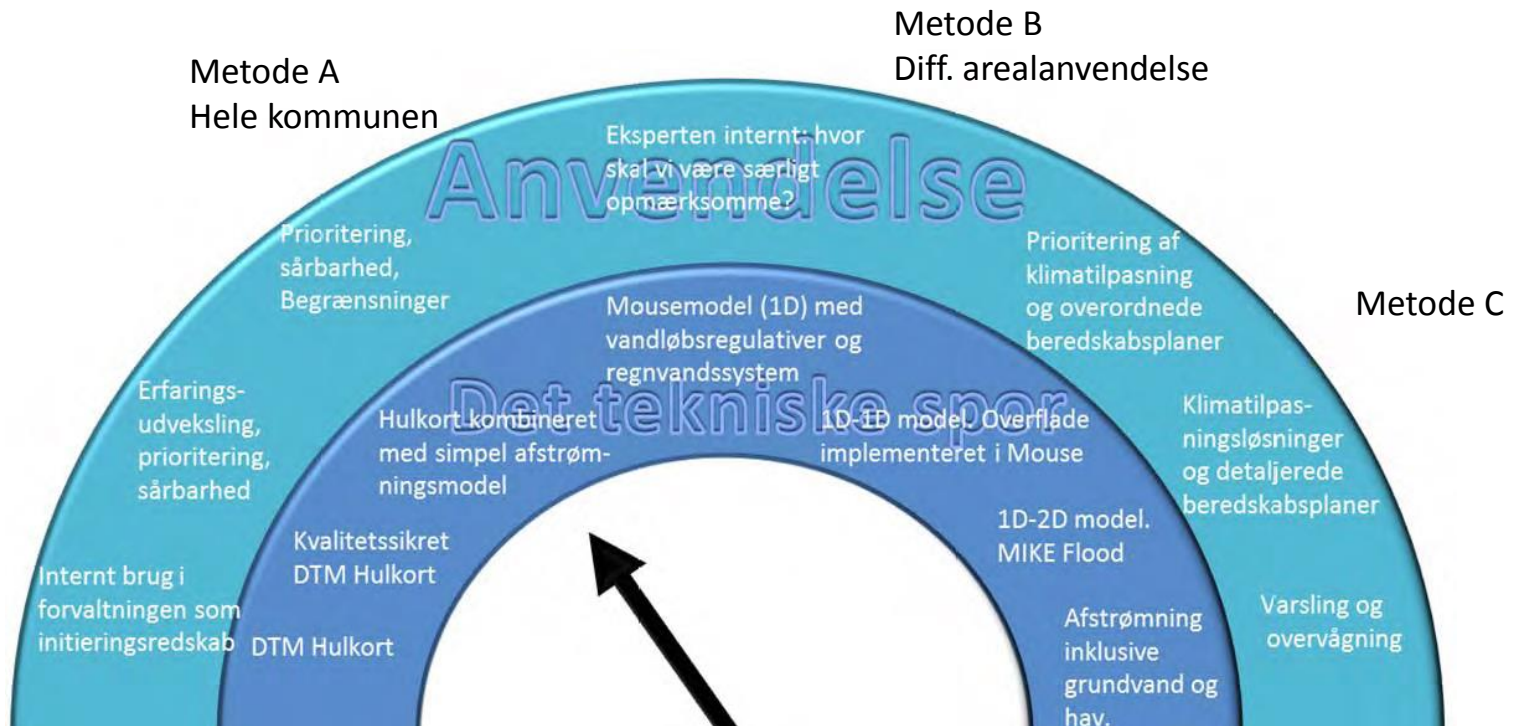 Metode A
Hele kommunen
Metode B
Diff. arealanvendelse
Metode C
Anvendelse
Internt brug i
forvaltningen som
initieringsredskab
Erfarings-
udveksling,
prioritering,
sårbarhed
Prioritering,
sårbarhed,
Begrænsninger
Eksperten internt: hvor
skal vi være særligt
opmærksomme?
Prioritering af
klimatilpasning
og overordnede
beredskabsplaner
Klimatilpas-
ningsløsninger
og detaljerede
beredskabsplaner
Varsling og
overvågning
Det tekniske spor
DTM Hulkort
Kvalitetssikret
DTM Hulkort
Hulkort kombineret
med simpel afstrøm-
ningsmodel
Mousemodel (1D) med
vandløbsregulativer og
regnvandssystem
1D-1D model. Overflade
implementeret i Mouse
1D-2D model.
MIKE Flood
Afstrømning
inklusive
grundvand og
hav.